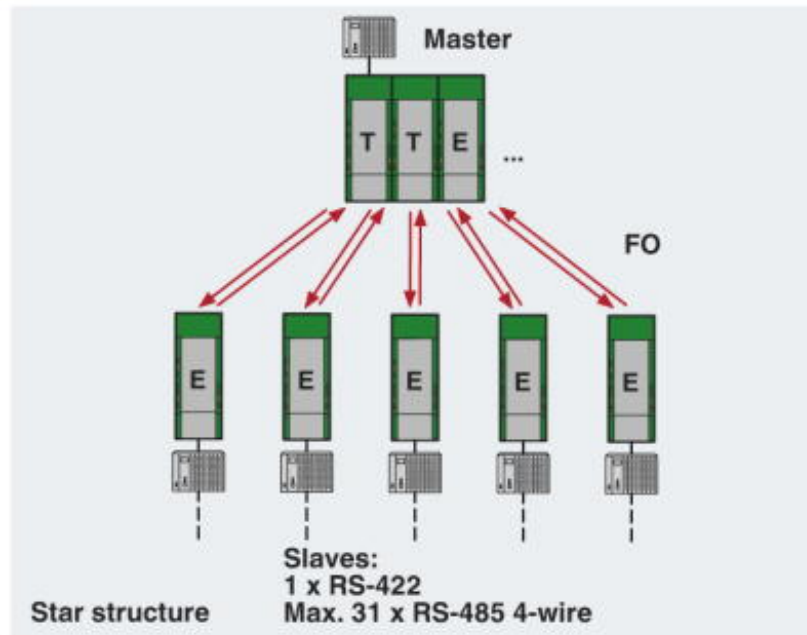 Master
T T E ...
FO
E E E E E
Slaves:
1 x RS-422
Star structure Max. 31 x RS-485 4-wire